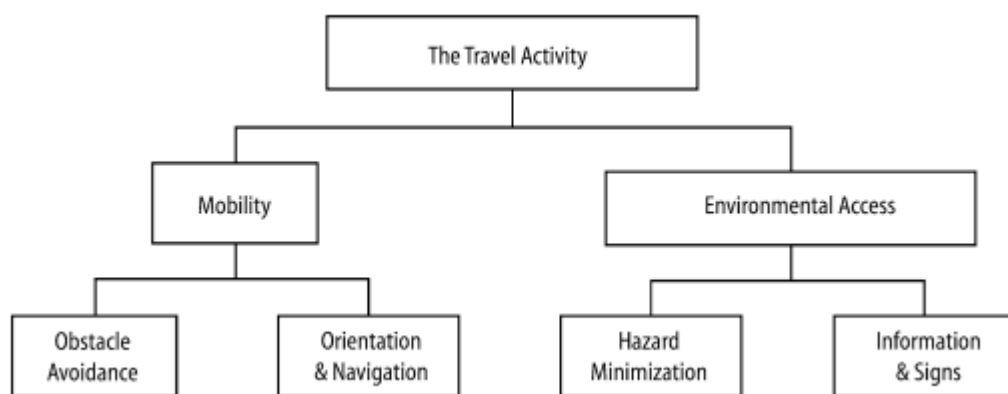 The Travel Activity
Mobility
Environmental Access
Obstacle
Avoidance
Orientation
& Navigation
Hazard
Minimization
Information
& Signs